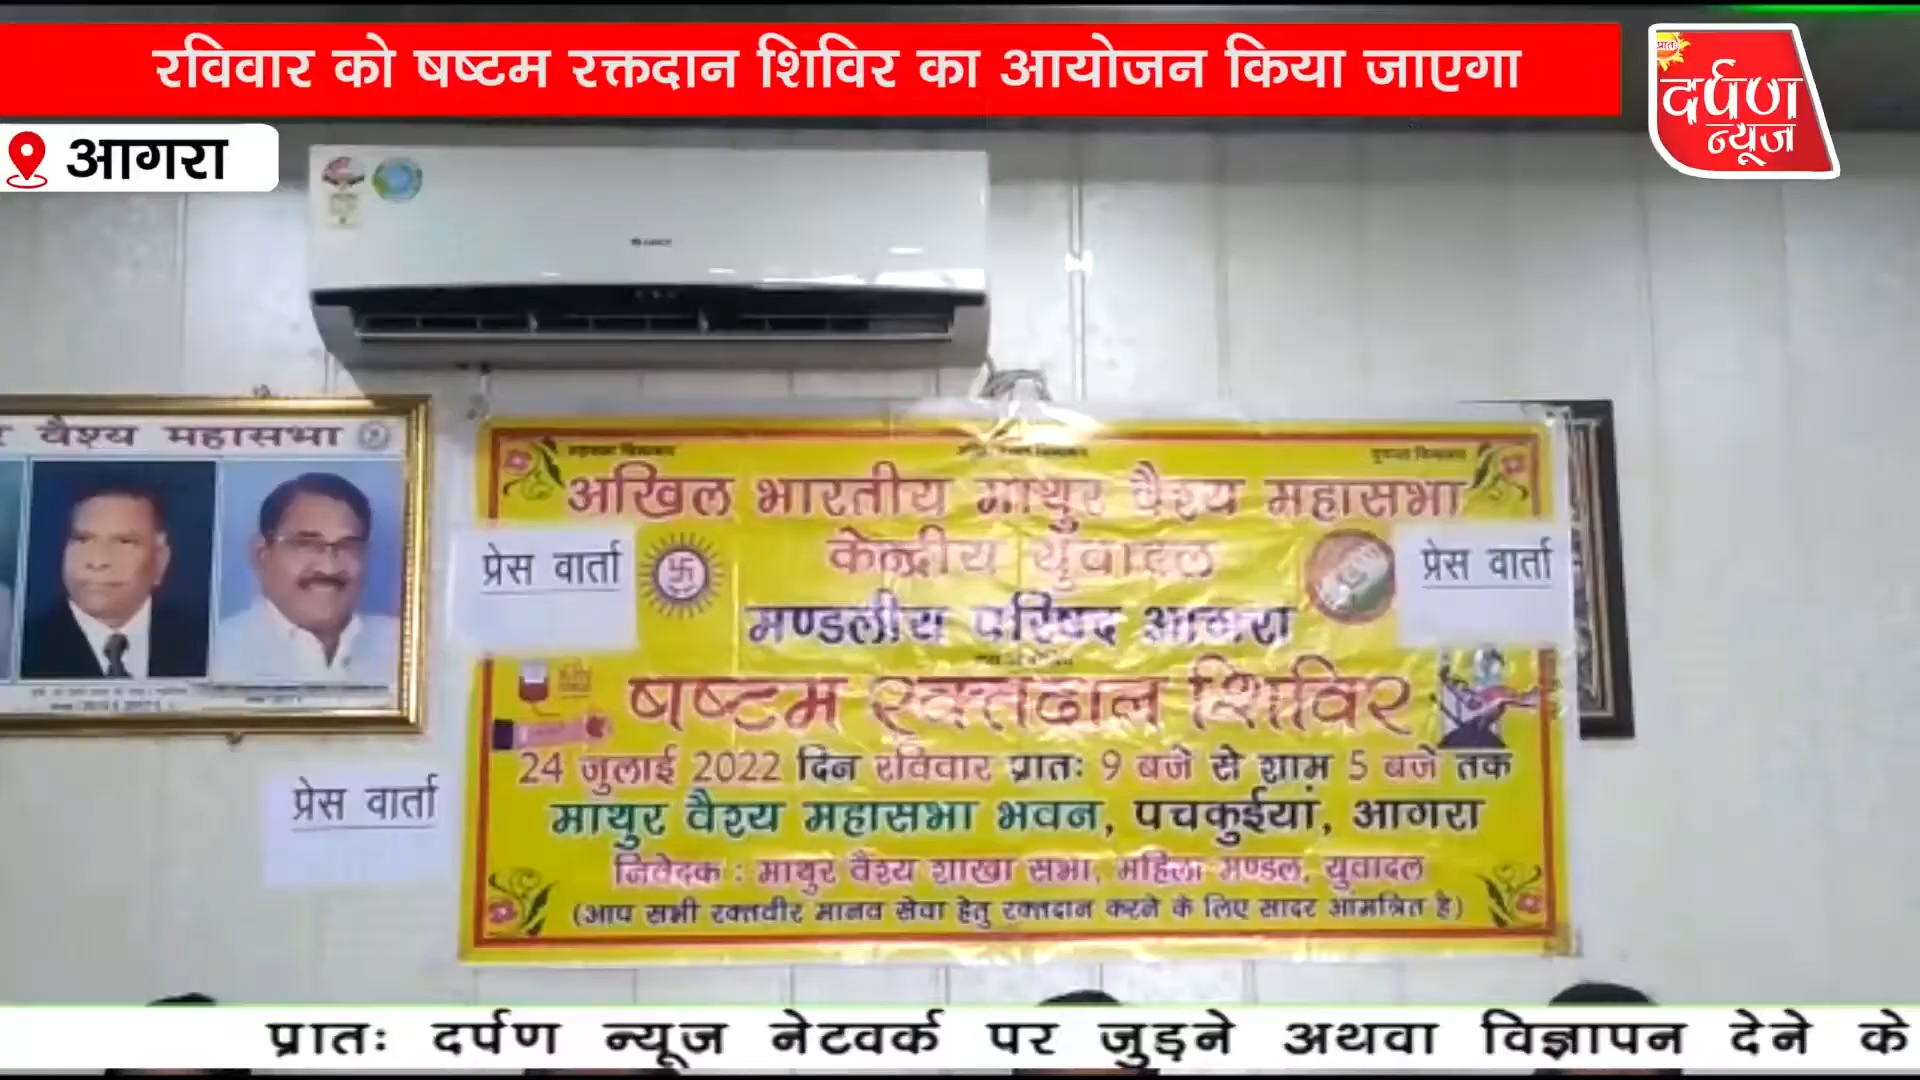 रविवार को षष्टम रक्तदान शिविर का आयोजन किया जाएगा
प्रातः
दर्पण
न्यूज
आगरा
वैश्य महासभा
अखिल भारतीय माथुर वैश्य महासभा
केन्द्रीय युवादल
प्रेस वार्ता
प्रेस वार्ता
मण्डलीय परिषद आगरा
षष्टम रक्तदान शिविर
24 जुलाई 2022 दिन रविवार प्रातः 9 बजे से शाम 5 बजे तक
प्रेस वार्ता
माथुर वैश्य महासभा भवन, पचकुईयां, आगरा
निवेदक : माथुर वैश्य शाखा सभा, महिला मण्डल, युवादल
(आप सभी रक्तवीर मानव सेवा हेतु रक्तदान करने के लिए सादर आंमत्रित है)
प्रातः दर्पण न्यूज नेटवर्क पर जुड़ने अथवा विज्ञापन देने के